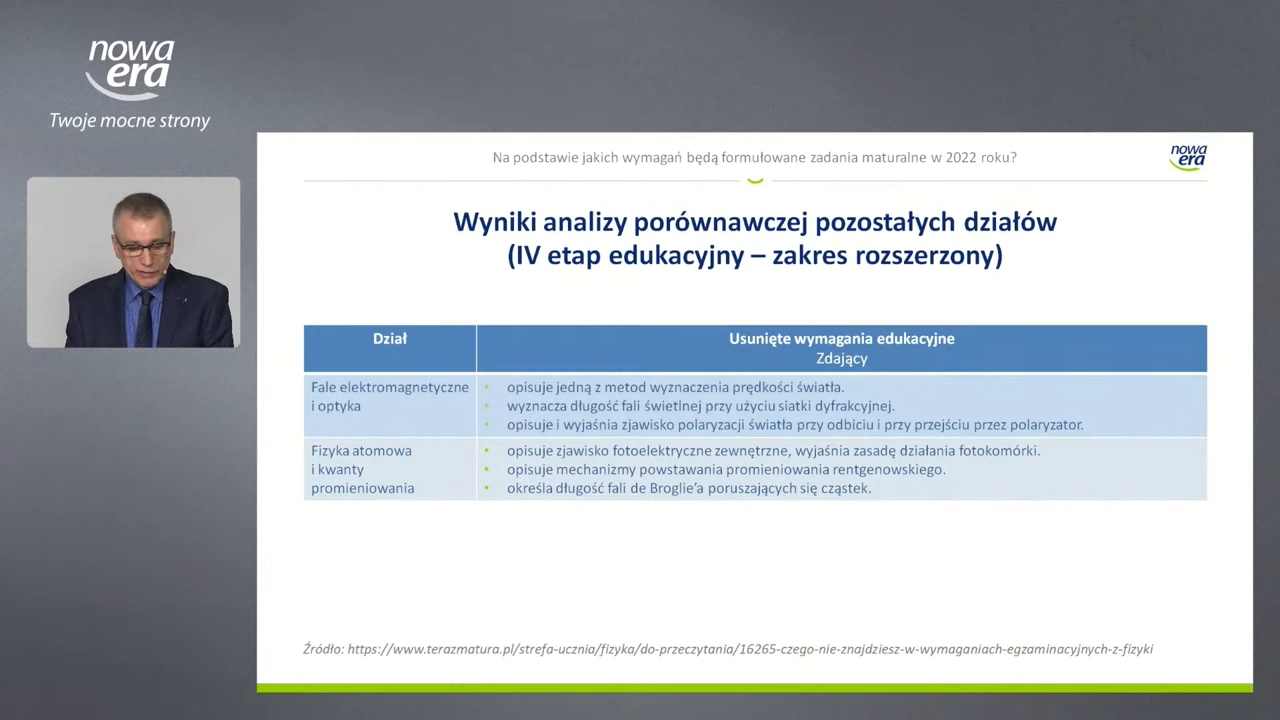 nowa
era
Twoje mocne strony
Na podstawie jakich wymagań będą formułowane zadania maturalne w 2022 roku?
nowa
era
Wyniki analizy porównawczej pozostałych działów
(IV etap edukacyjny – zakres rozszerzony)
Dział
Usunięte wymagania edukacyjne
Zdający
Fale elektromagnetyczne
i optyka
• opisuje jedną z metod wyznaczenia prędkości światła.
• wyznacza długość fali świetlnej przy użyciu siatki dyfrakcyjnej.
• opisuje i wyjaśnia zjawisko polaryzacji światła przy odbiciu i przy przejściu przez polaryzator.
Fizyka atomowa
i kwanty
promieniowania
• opisuje zjawisko fotoelektryczne zewnętrzne, wyjaśnia zasadę działania fotokomórki.
• opisuje mechanizmy powstawania promieniowania rentgenowskiego.
• określa długość fali de Broglie’a poruszających się cząstek.
Źródło: https://www.terazmatura.pl/strefa-ucznia/fizyka/do-przeczytania/16265-czego-nie-znajdziesz-w-wymaganiach-egzaminacyjnych-z-fizyki